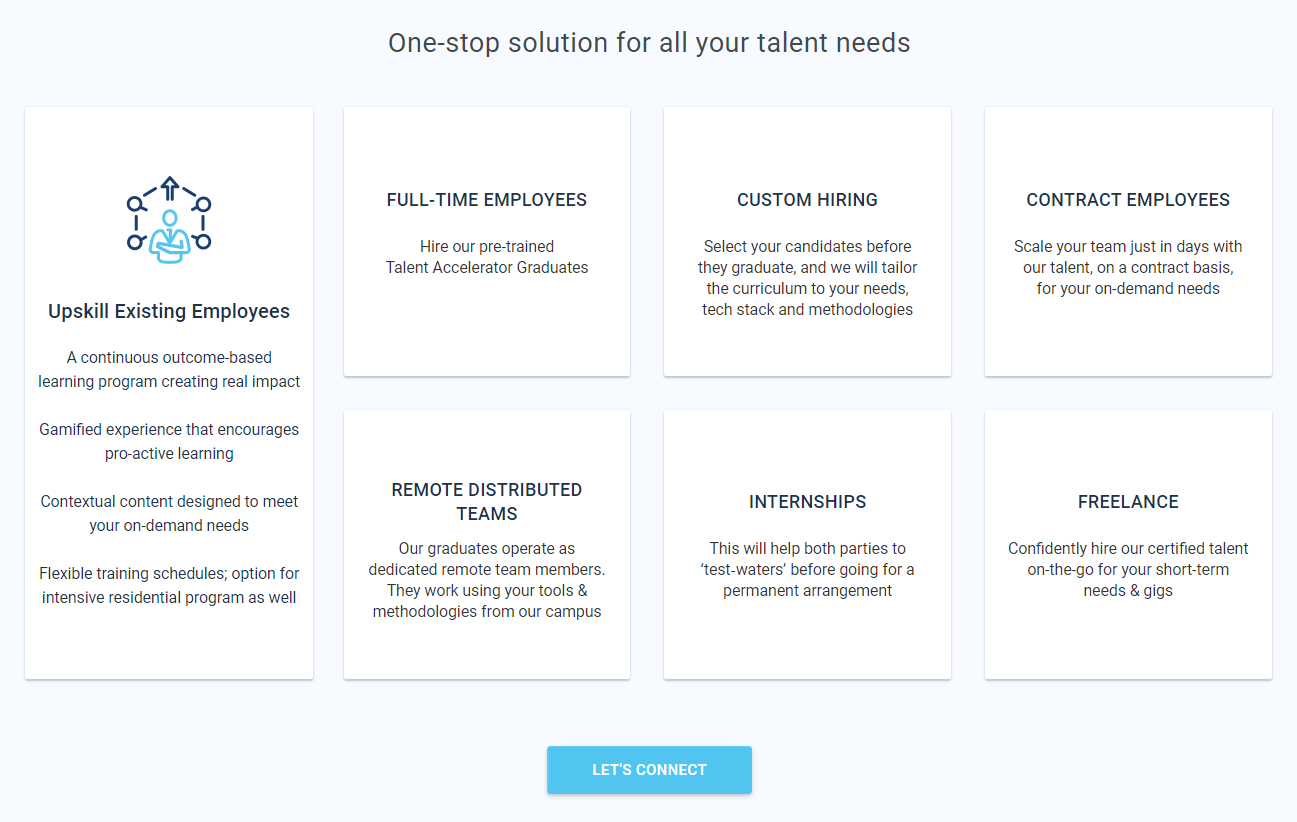 One-stop solution for all your talent needs
Upskill Existing Employees
A continuous outcome-based
learning program creating real impact
Gamified experience that encourages
pro-active learning
Contextual content designed to meet
your on-demand needs
Flexible training schedules; option for
intensive residential program as well
FULL-TIME EMPLOYEES
Hire our pre-trained
Talent Accelerator Graduates
CUSTOM HIRING
Select your candidates before
they graduate, and we will tailor
the curriculum to your needs,
tech stack and methodologies
CONTRACT EMPLOYEES
Scale your team just in days with
our talent, on a contract basis,
for your on-demand needs
REMOTE DISTRIBUTED
TEAMS
Our graduates operate as
dedicated remote team members.
They work using your tools &
methodologies from our campus
INTERNSHIPS
This will help both parties to
‘test-waters’ before going for a
permanent arrangement
FREELANCE
Confidently hire our certified talent
on-the-go for your short-term
needs & gigs
LET'S CONNECT